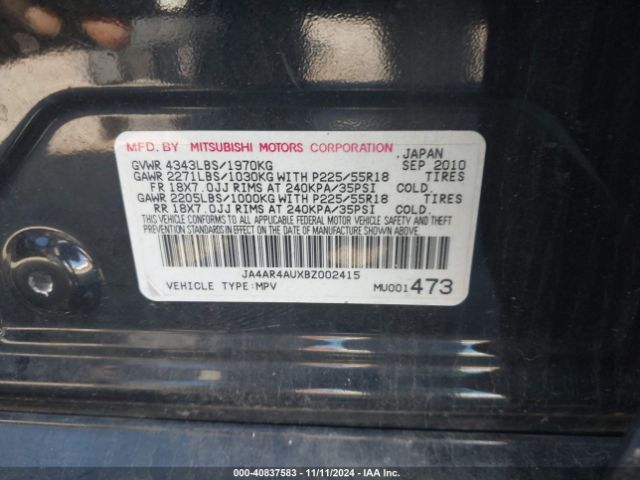 MFD. BY MITSUBISHI MOTORS CORPORATION JAPAN
GVWR 4343LBS/1970KG SEP 2010
GAWR 2271LBS/1030KG WITH P225/55R18 TIRES
FR 18X7.0JJ RIMS AT 240KPA/35PSI COLD.
GAWR 2205LBS/1000KG WITH P225/55R18 TIRES
RR 18X7.0JJ RIMS AT 240KPA/35PSI COLD.
THIS VEHICLE CONFORMS TO ALL APPLICABLE FEDERAL MOTOR VEHICLE
SAFETY AND THEFT PREVENTION STANDARDS IN EFFECT ON THE DATE OF
MANUFACTURE SHOWN ABOVE.
JA4AR4AUXBZ002415
VEHICLE TYPE:MPV MU001473
000-40837583 - 11/11/2024 - IAA Inc.